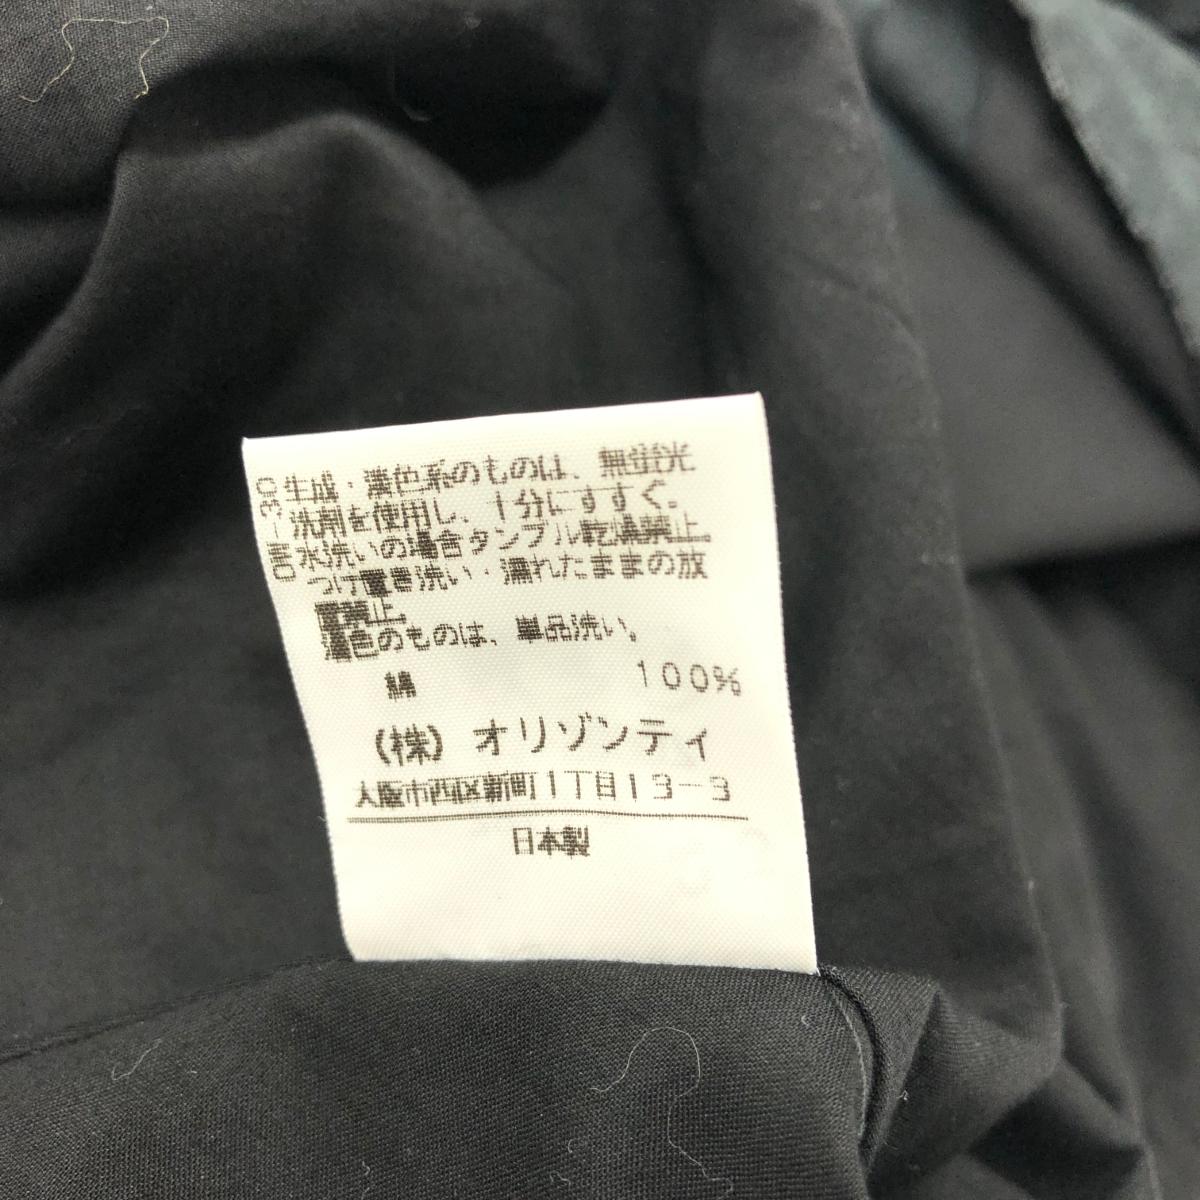 生成・淡色系のものは、無蛍光
洗剤を使用し、十分にすすぐ。
水洗いの場合タンブル乾燥禁止。
つけ置き洗い・濡れたままの放
置禁止。
濃色のものは、単品洗い。
綿 100%
(株) オリゾンティ
大阪市西区新町1丁目13-3
日本製